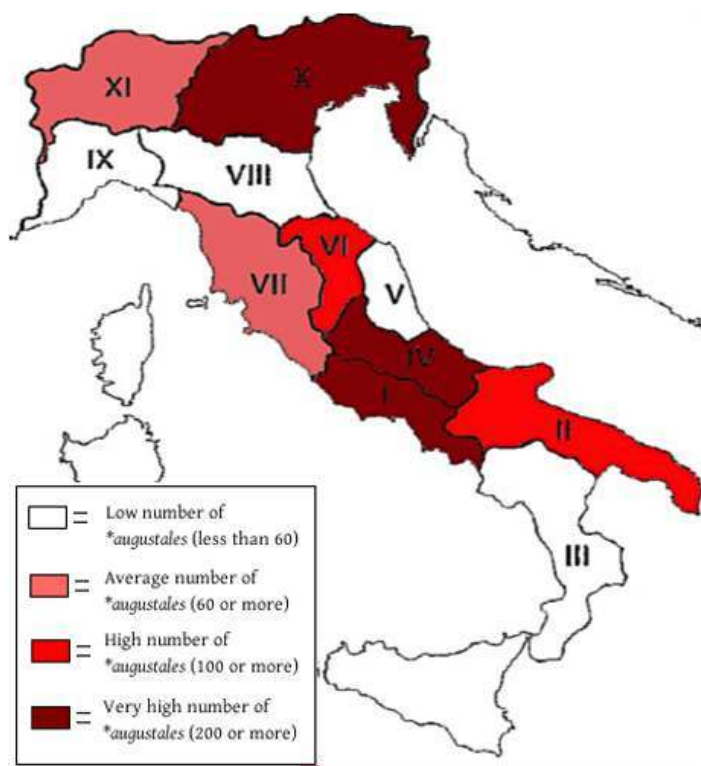 XI
X
IX
VIII
VI
VII
V
IV
I
II
III
= Low number of
*augustales (less than 60)
= Average number of
*augustales (60 or more)
= High number of
*augustales (100 or more)
= Very high number of
*augustales (200 or more)